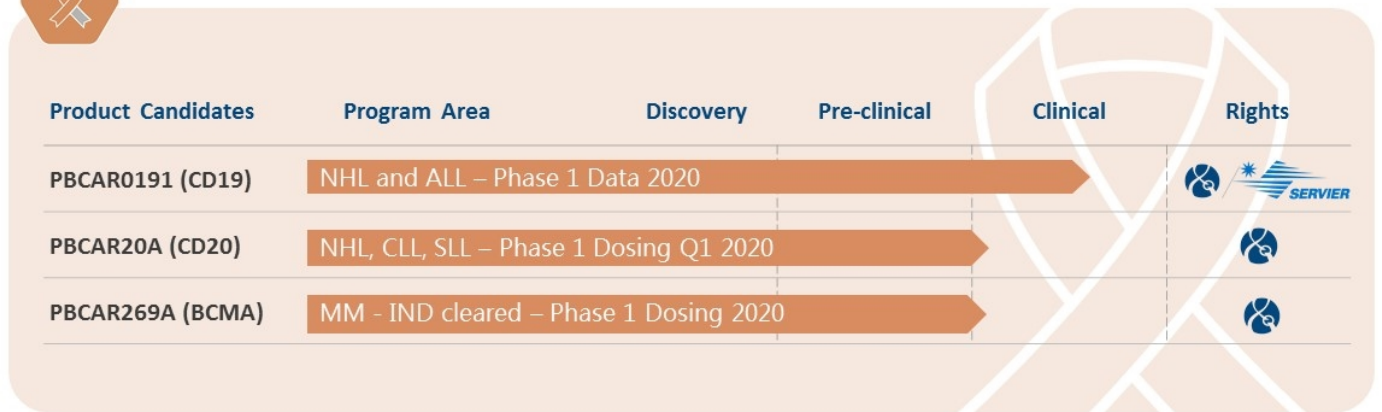 Product Candidates Program Area Discovery Pre-clinical Clinical Rights
PBCAR0191 (CD19) NHL and ALL – Phase 1 Data 2020 SERVIER
PBCAR20A (CD20) NHL, CLL, SLL – Phase 1 Dosing Q1 2020
PBCAR269A (BCMA) MM - IND cleared – Phase 1 Dosing 2020